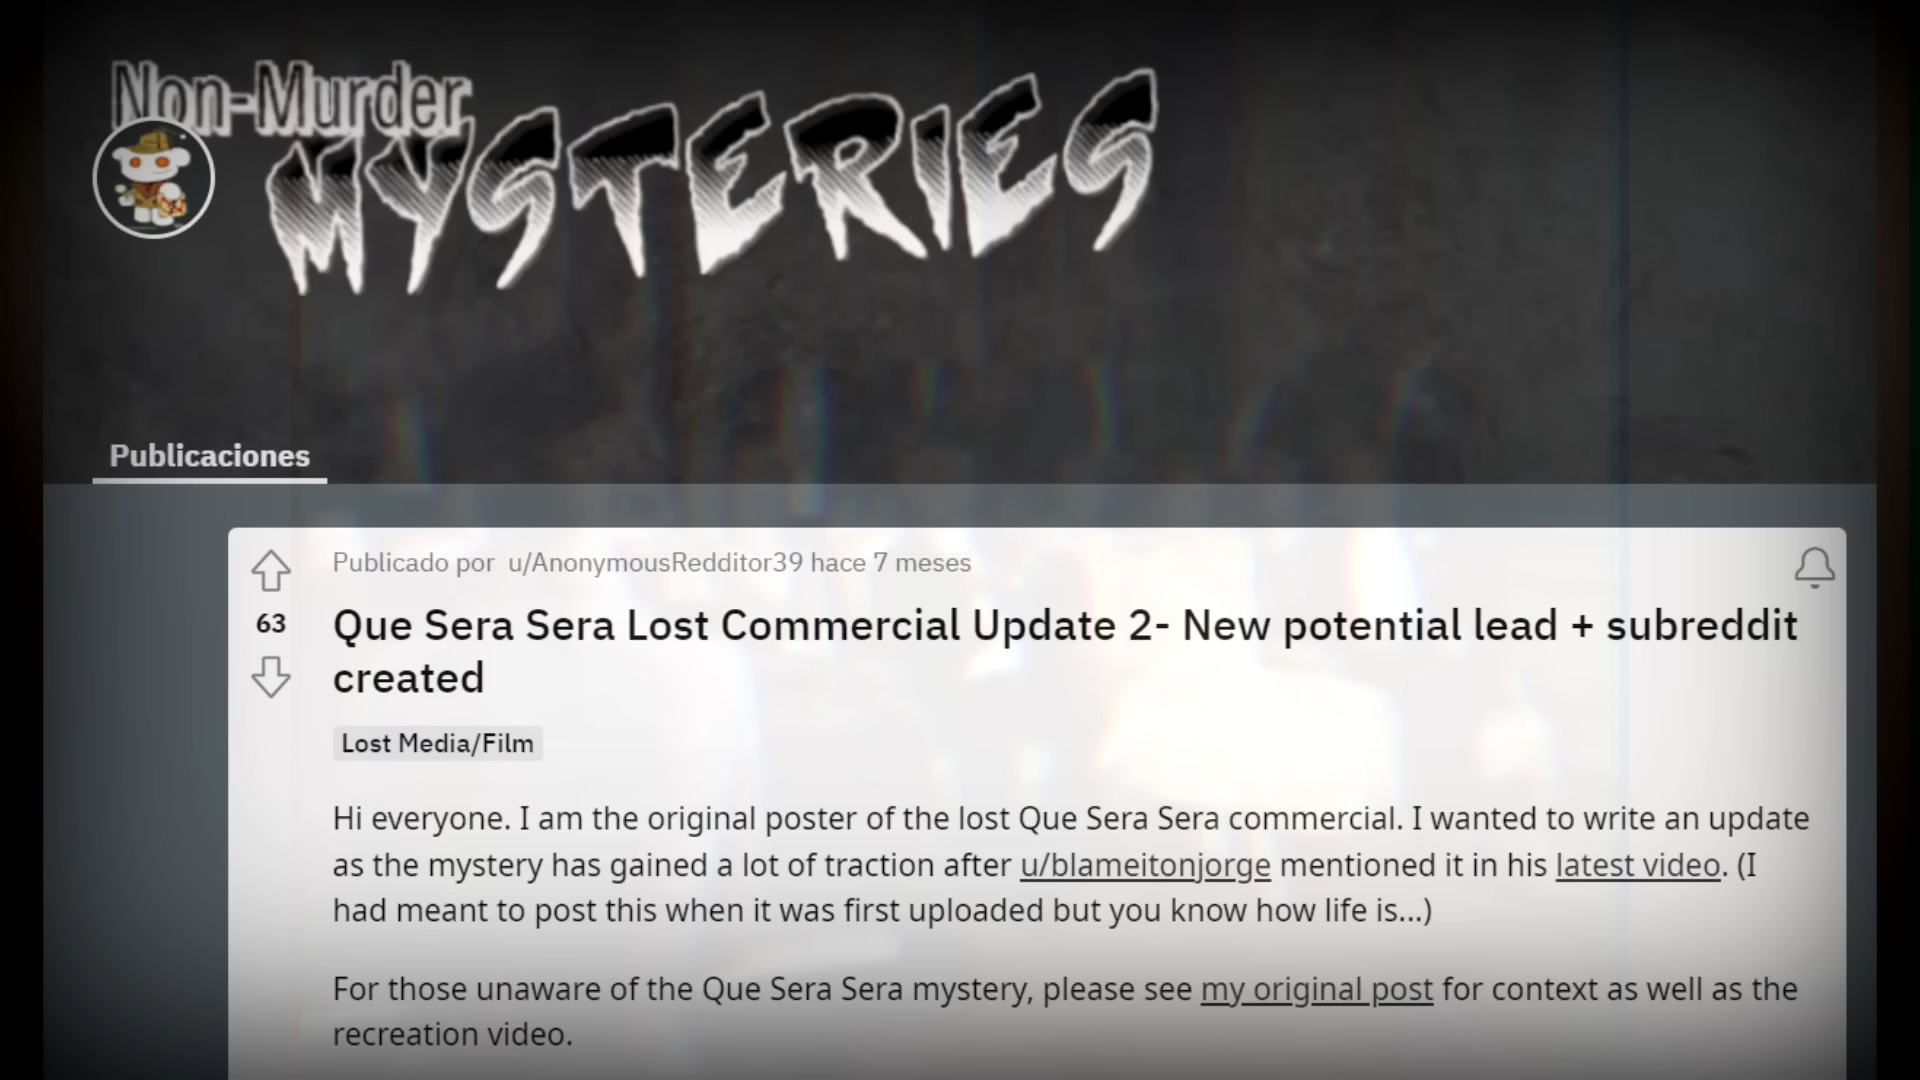 Non-Murder
MYSTERIES
Publicaciones
Publicado por u/AnonymousRedditor39 hace 7 meses
63
Que Sera Sera Lost Commercial Update 2- New potential lead + subreddit
created
Lost Media/Film
Hi everyone. I am the original poster of the lost Que Sera Sera commercial. I wanted to write an update
as the mystery has gained a lot of traction after u/blameitonjorge mentioned it in his latest video. (I
had meant to post this when it was first uploaded but you know how life is...)
For those unaware of the Que Sera Sera mystery, please see my original post for context as well as the
recreation video.